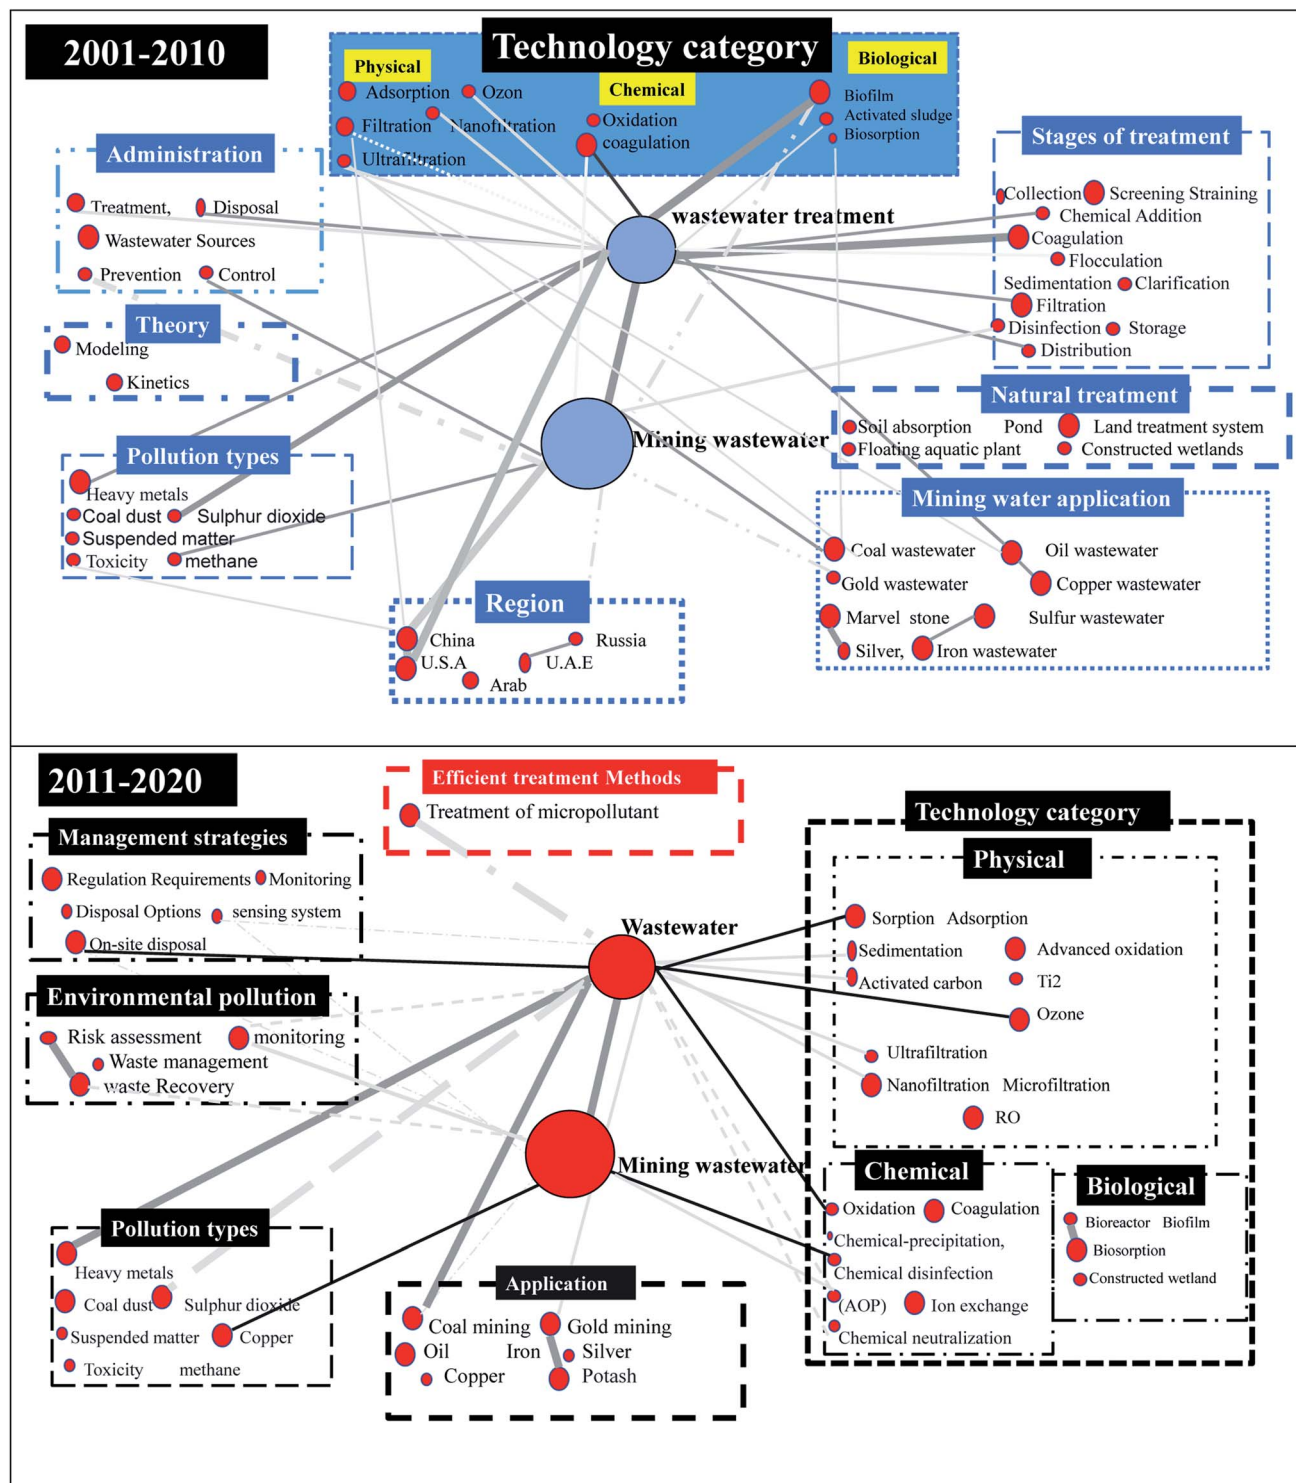 2001-2010
Technology category
Physical
Chemical
Biological
Adsorption
Ozon
Filtration
Nanofiltration
Ultrafiltration
Oxidation
coagulation
Biofilm
Activated sludge
Biosorption
Administration
Treatment,
Disposal
Wastewater Sources
Prevention
Control
Theory
Modeling
Kinetics
Pollution types
Heavy metals
Coal dust
Sulphur dioxide
Suspended matter
Toxicity
methane
wastewater treatment
Mining wastewater
Region
China
Russia
U.S.A
U.A.E
Arab
Stages of treatment
Collection
Screening Straining
Chemical Addition
Coagulation
Flocculation
Sedimentation
Clarification
Filtration
Disinfection
Storage
Distribution
Natural treatment
Soil absorption
Pond
Land treatment system
Floating aquatic plant
Constructed wetlands
Mining water application
Coal wastewater
Oil wastewater
Gold wastewater
Copper wastewater
Marvel stone
Sulfur wastewater
Silver,
Iron wastewater
2011-2020
Efficient treatment Methods
Treatment of micropollutant
Management strategies
Regulation Requirements
Monitoring
Disposal Options
sensing system
On-site disposal
Environmental pollution
Risk assessment
monitoring
Waste management
waste Recovery
Wastewater
Mining wastewater
Pollution types
Heavy metals
Coal dust
Sulphur dioxide
Suspended matter
Copper
Toxicity
methane
Application
Coal mining
Gold mining
Oil
Iron
Silver
Copper
Potash
Technology category
Physical
Sorption Adsorption
Sedimentation
Advanced oxidation
Activated carbon
Ti2
Ozone
Ultrafiltration
Nanofiltration Microfiltration
RO
Chemical
Oxidation
Coagulation
Chemical-precipitation,
Chemical disinfection
(AOP)
Ion exchange
Chemical neutralization
Biological
Bioreactor Biofilm
Biosorption
Constructed wetland